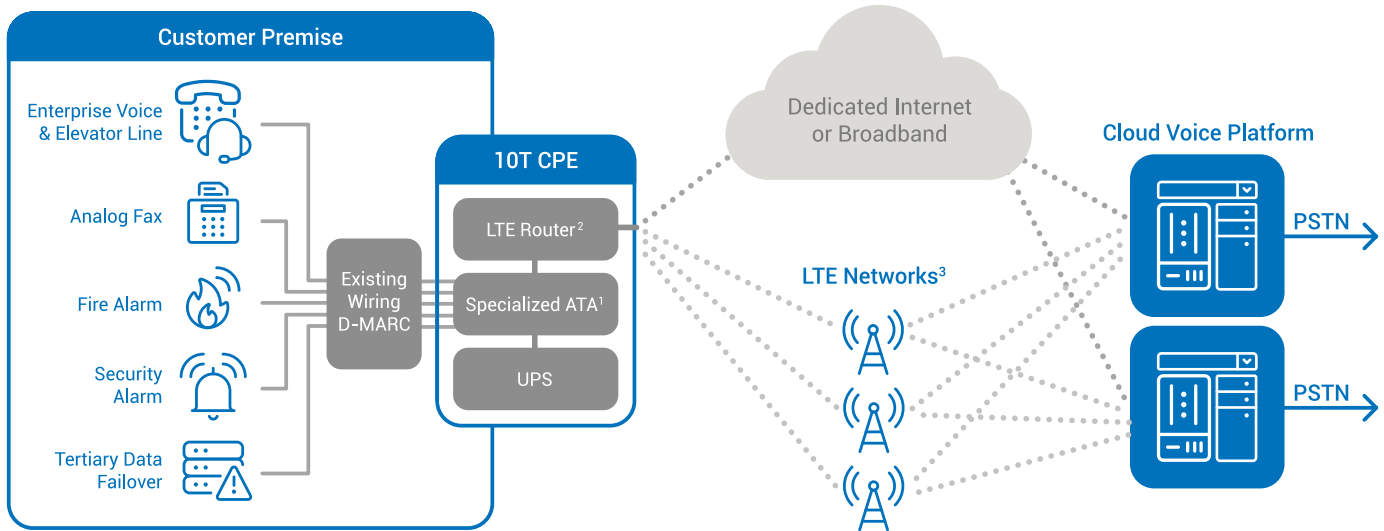 Customer Premise
Enterprise Voice
& Elevator Line
Analog Fax
Fire Alarm
Security
Alarm
Tertiary Data
Failover
Existing
Wiring
D-MARC
10T CPE
LTE Router²
Specialized ATA¹
UPS
Dedicated Internet
or Broadband
LTE Networks³
Cloud Voice Platform
PSTN
PSTN